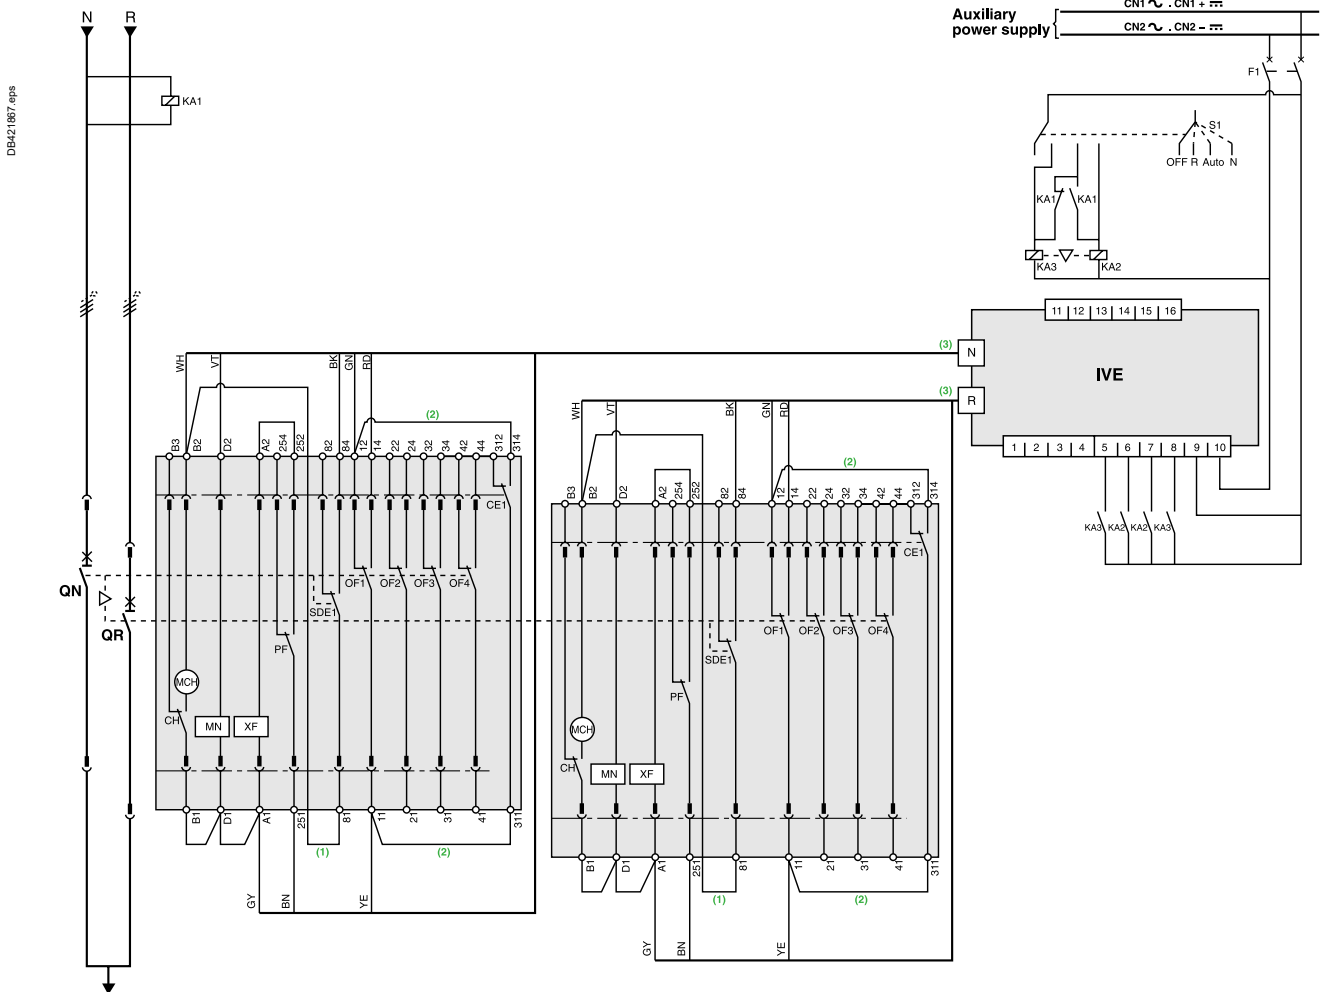 N R
CN1 ∿ . CN1 + ⎓
Auxiliary
power supply
CN2 ∿ . CN2 – ⎓
DB421867.eps
KA1
F1
S1
OFF R Auto N
KA1 KA1
KA3 KA2
11 12 13 14 15 16
(3) N
IVE
(3) R
1 2 3 4 5 6 7 8 9 10
KA3 KA2 KA2 KA3
WH VT BK GN RD
(2)
B3 B2 D2 A2 254 252 82 84 12 14 22 24 32 34 42 44 312 314
CE1
QN
OF1 OF2 OF3 OF4
SDE1
QR
PF
MCH
CH
MN XF
B1 D1 A1 251 81 11 21 31 41 311
(1) (2)
GY BN YE
WH VT BK GN RD
(2)
B3 B2 D2 A2 254 252 82 84 12 14 22 24 32 34 42 44 312 314
CE1
OF1 OF2 OF3 OF4
SDE1
PF
MCH
CH
MN XF
B1 D1 A1 251 81 11 21 31 41 311
(1) (2)
GY BN YE